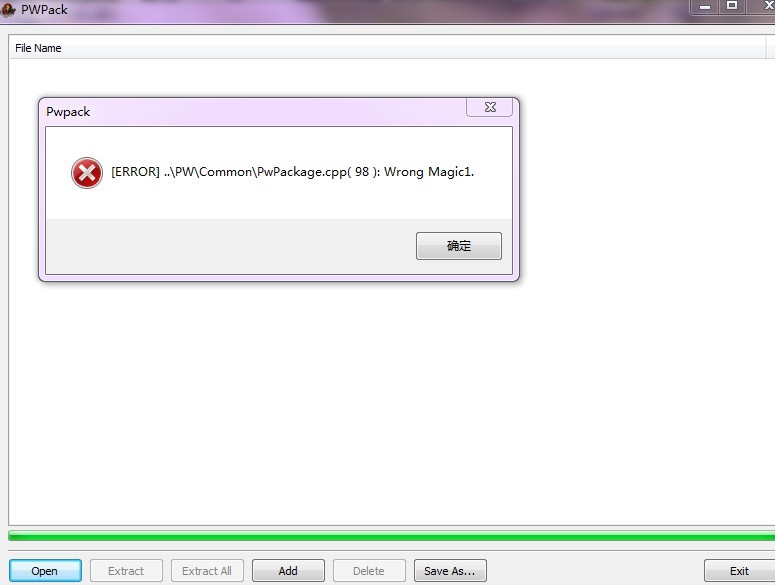 PWPack
File Name
Pwpack
[ERROR] ..\PW\Common\PwPackage.cpp( 98 ): Wrong Magic1.
确定
Open Extract Extract All Add Delete Save As... Exit